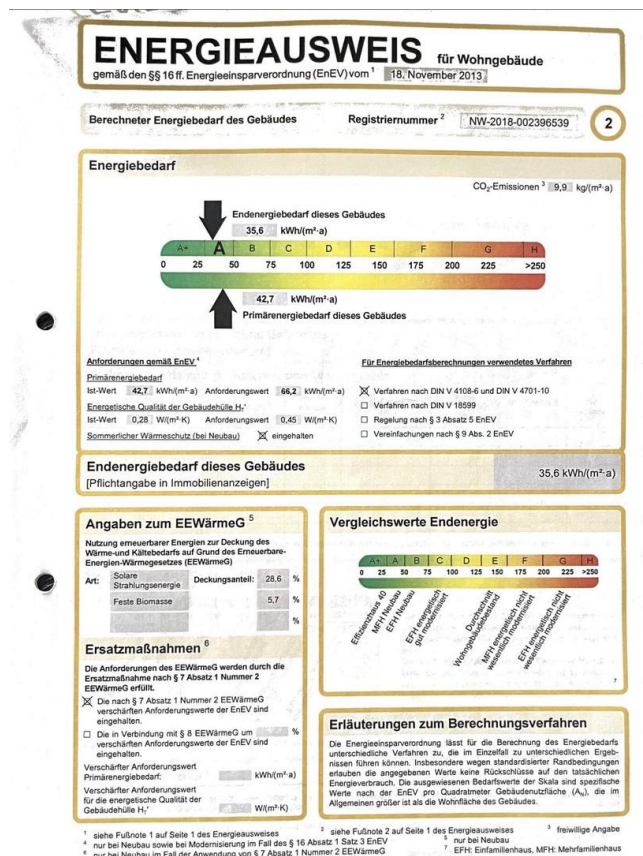 ENERGIEAUSWEIS für Wohngebäude
gemäß den §§ 16 ff. Energieeinsparverordnung (EnEV) vom ¹ 18. November 2013
Berechneter Energiebedarf des Gebäudes Registriernummer ² NW-2018-002396539 2
Energiebedarf
CO₂-Emissionen ³ 9,9 kg/(m²·a)
Endenergiebedarf dieses Gebäudes
35,6 kWh/(m²·a)
A+ A B C D E F G H
0 25 50 75 100 125 150 175 200 225 >250
42,7 kWh/(m²·a)
Primärenergiebedarf dieses Gebäudes
Anforderungen gemäß EnEV ⁴ Für Energiebedarfsberechnungen verwendetes Verfahren
Primärenergiebedarf
Ist-Wert 42,7 kWh/(m²·a) Anforderungswert 66,2 kWh/(m²·a) ☒ Verfahren nach DIN V 4108-6 und DIN V 4701-10
Energetische Qualität der Gebäudehülle H_T' ☐ Verfahren nach DIN V 18599
Ist-Wert 0,28 W/(m²·K) Anforderungswert 0,45 W/(m²·K) ☐ Regelung nach § 3 Absatz 5 EnEV
Sommerlicher Wärmeschutz (bei Neubau) ☒ eingehalten ☐ Vereinfachungen nach § 9 Abs. 2 EnEV
Endenergiebedarf dieses Gebäudes
[Pflichtangabe in Immobilienanzeigen]
35,6 kWh/(m²·a)
Angaben zum EEWärmeG ⁵
Nutzung erneuerbarer Energien zur Deckung des
Wärme-und Kältebedarfs auf Grund des Erneuerbare-
Energien-Wärmegesetzes (EEWärmeG)
Art: Solare Strahlungsenergie Deckungsanteil: 28,6 %
Feste Biomasse 5,7 %
%
Ersatzmaßnahmen ⁶
Die Anforderungen des EEWärmeG werden durch die
Ersatzmaßnahme nach § 7 Absatz 1 Nummer 2
EEWärmeG erfüllt.
☒ Die nach § 7 Absatz 1 Nummer 2 EEWärmeG
verschärften Anforderungswerte der EnEV sind
eingehalten.
☐ Die in Verbindung mit § 8 EEWärmeG um %
verschärften Anforderungswerte der EnEV sind
eingehalten.
Verschärfter Anforderungswert
Primärenergiebedarf: kWh/(m²·a)
Verschärfter Anforderungswert
für die energetische Qualität der
Gebäudehülle H_T' W/(m²·K)
Vergleichswerte Endenergie
A+ A B C D E F G H
0 25 50 75 100 125 150 175 200 225 >250
Effizienzhaus 40
MFH Neubau
EFH Neubau
EFH energetisch
gut modernisiert
Durchschnitt
Wohngebäudebestand
MFH energetisch nicht
wesentlich modernisiert
EFH energetisch nicht
wesentlich modernisiert
7
Erläuterungen zum Berechnungsverfahren
Die Energieeinsparverordnung lässt für die Berechnung des Energiebedarfs
unterschiedliche Verfahren zu, die im Einzelfall zu unterschiedlichen Ergeb-
nissen führen können. Insbesondere wegen standardisierter Randbedingungen
erlauben die angegebenen Werte keine Rückschlüsse auf den tatsächlichen
Energieverbrauch. Die ausgewiesenen Bedarfswerte der Skala sind spezifische
Werte nach der EnEV pro Quadratmeter Gebäudenutzfläche (A_N), die im
Allgemeinen größer ist als die Wohnfläche des Gebäudes.
¹ siehe Fußnote 1 auf Seite 1 des Energieausweises ² siehe Fußnote 2 auf Seite 1 des Energieausweises ³ freiwillige Angabe
⁴ nur bei Neubau sowie bei Modernisierung im Fall des § 16 Absatz 1 Satz 3 EnEV ⁵ nur bei Neubau
⁶ nur bei Neubau im Fall der Anwendung von § 7 Absatz 1 Nummer 2 EEWärmeG ⁷ EFH: Einfamilienhaus, MFH: Mehrfamilienhaus